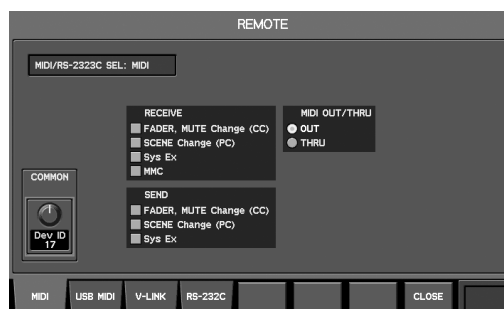 REMOTE
MIDI/RS-2323C SEL: MIDI
RECEIVE
FADER, MUTE Change (CC)
SCENE Change (PC)
Sys Ex
MMC
MIDI OUT/THRU
OUT
THRU
COMMON
Dev ID
17
SEND
FADER, MUTE Change (CC)
SCENE Change (PC)
Sys Ex
MIDI USB MIDI V-LINK RS-232C CLOSE